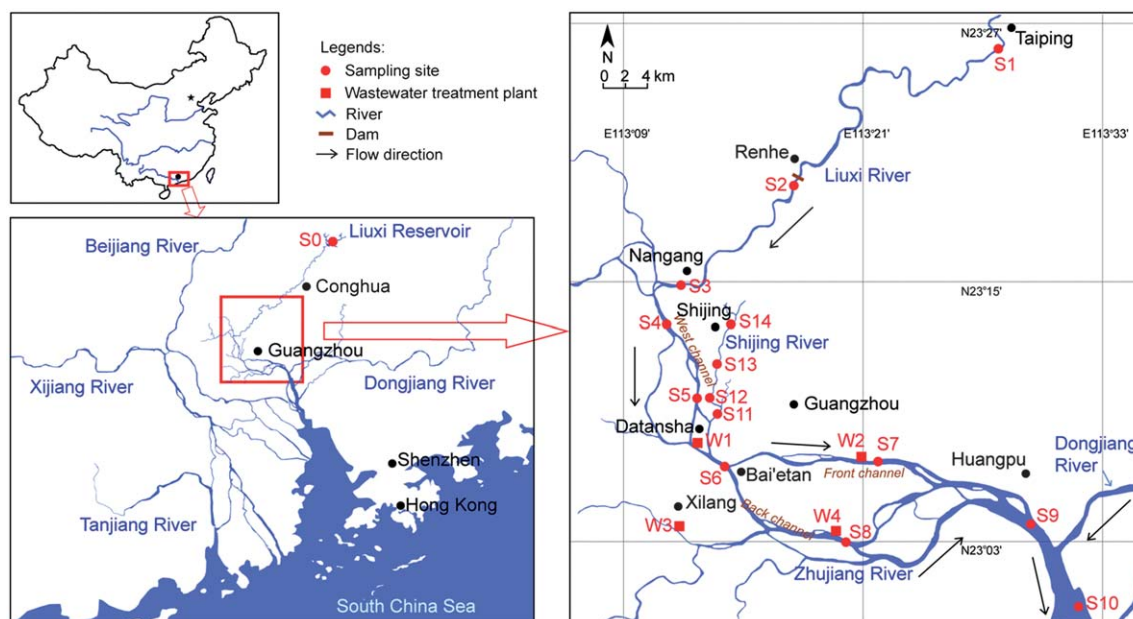 Legends:
Sampling site
Wastewater treatment plant
River
Dam
Flow direction
Beijiang River
S0
Liuxi Reservoir
Conghua
Guangzhou
Xijiang River
Dongjiang River
Shenzhen
Hong Kong
Tanjiang River
South China Sea
N
0 2 4 km
N23°27'
Taiping
S1
E113°09'
E113°21'
E113°33'
Renhe
S2
Liuxi River
Nangang
S3
N23°15'
Shijing
S4
S14
West channel
Shijing River
S13
S5
S12
S11
Guangzhou
Datansha
W1
W2
S7
Dongjiang
River
S6
Bai'etan
Front channel
Huangpu
Xilang
Back channel
W3
W4
S8
S9
N23°03'
Zhujiang River
S10